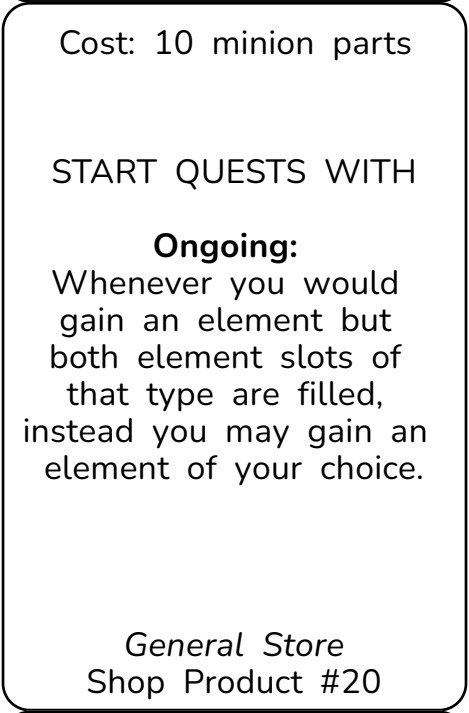 Cost: 10 minion parts
START QUESTS WITH
Ongoing:
Whenever you would
gain an element but
both element slots of
that type are filled,
instead you may gain an
element of your choice.
General Store
Shop Product #20